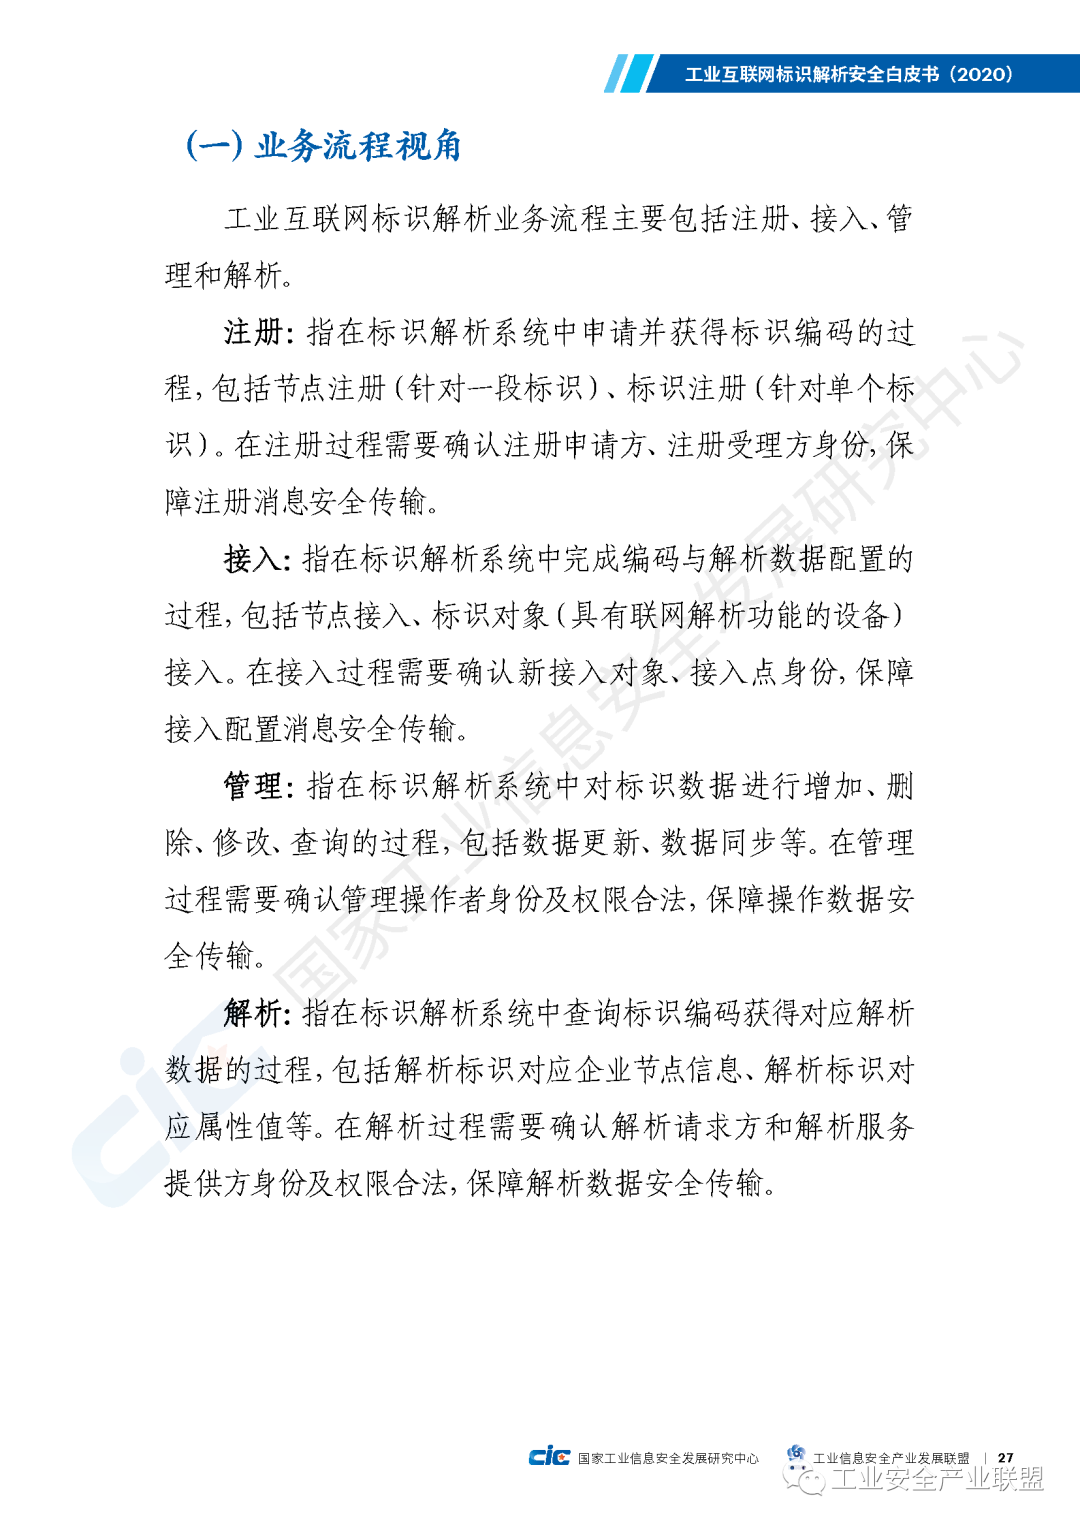 工业互联网标识解析安全白皮书（2020）
（一）业务流程视角
工业互联网标识解析业务流程主要包括注册、接入、管
理和解析。
注册：指在标识解析系统中申请并获得标识编码的过
程，包括节点注册（针对一段标识）、标识注册（针对单个标
识）。在注册过程需要确认注册申请方、注册受理方身份，保
障注册消息安全传输。
接入：指在标识解析系统中完成编码与解析数据配置的
过程，包括节点接入、标识对象（具有联网解析功能的设备）
接入。在接入过程需要确认新接入对象、接入点身份，保障
接入配置消息安全传输。
管理：指在标识解析系统中对标识数据进行增加、删
除、修改、查询的过程，包括数据更新、数据同步等。在管理
过程需要确认管理操作者身份及权限合法，保障操作数据安
全传输。
解析：指在标识解析系统中查询标识编码获得对应解析
数据的过程，包括解析标识对应企业节点信息、解析标识对
应属性值等。在解析过程需要确认解析请求方和解析服务
提供方身份及权限合法，保障解析数据安全传输。
国家工业信息安全发展研究中心
cic
cic 国家工业信息安全发展研究中心 工业信息安全产业发展联盟 | 27
工业安全产业联盟